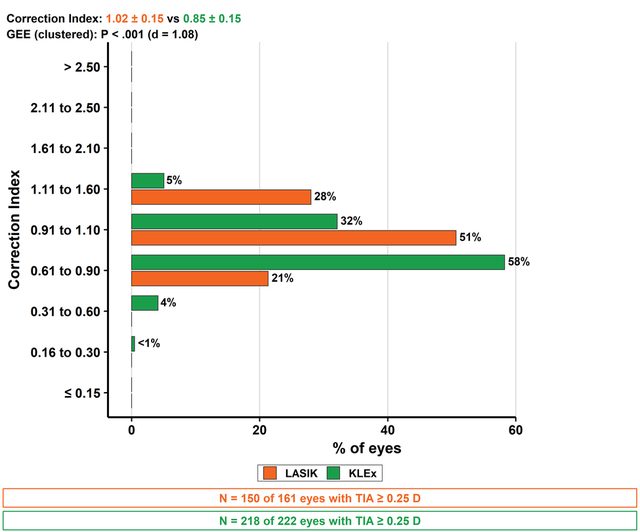 Correction Index: 1.02 ± 0.15 vs 0.85 ± 0.15
GEE (clustered): P < .001 (d = 1.08)
Correction Index
> 2.50
2.11 to 2.50
1.61 to 2.10
1.11 to 1.60
5%
28%
0.91 to 1.10
32%
51%
0.61 to 0.90
58%
21%
0.31 to 0.60
4%
0.16 to 0.30
<1%
≤ 0.15
0 20 40 60
% of eyes
LASIK KLEx
N = 150 of 161 eyes with TIA ≥ 0.25 D
N = 218 of 222 eyes with TIA ≥ 0.25 D